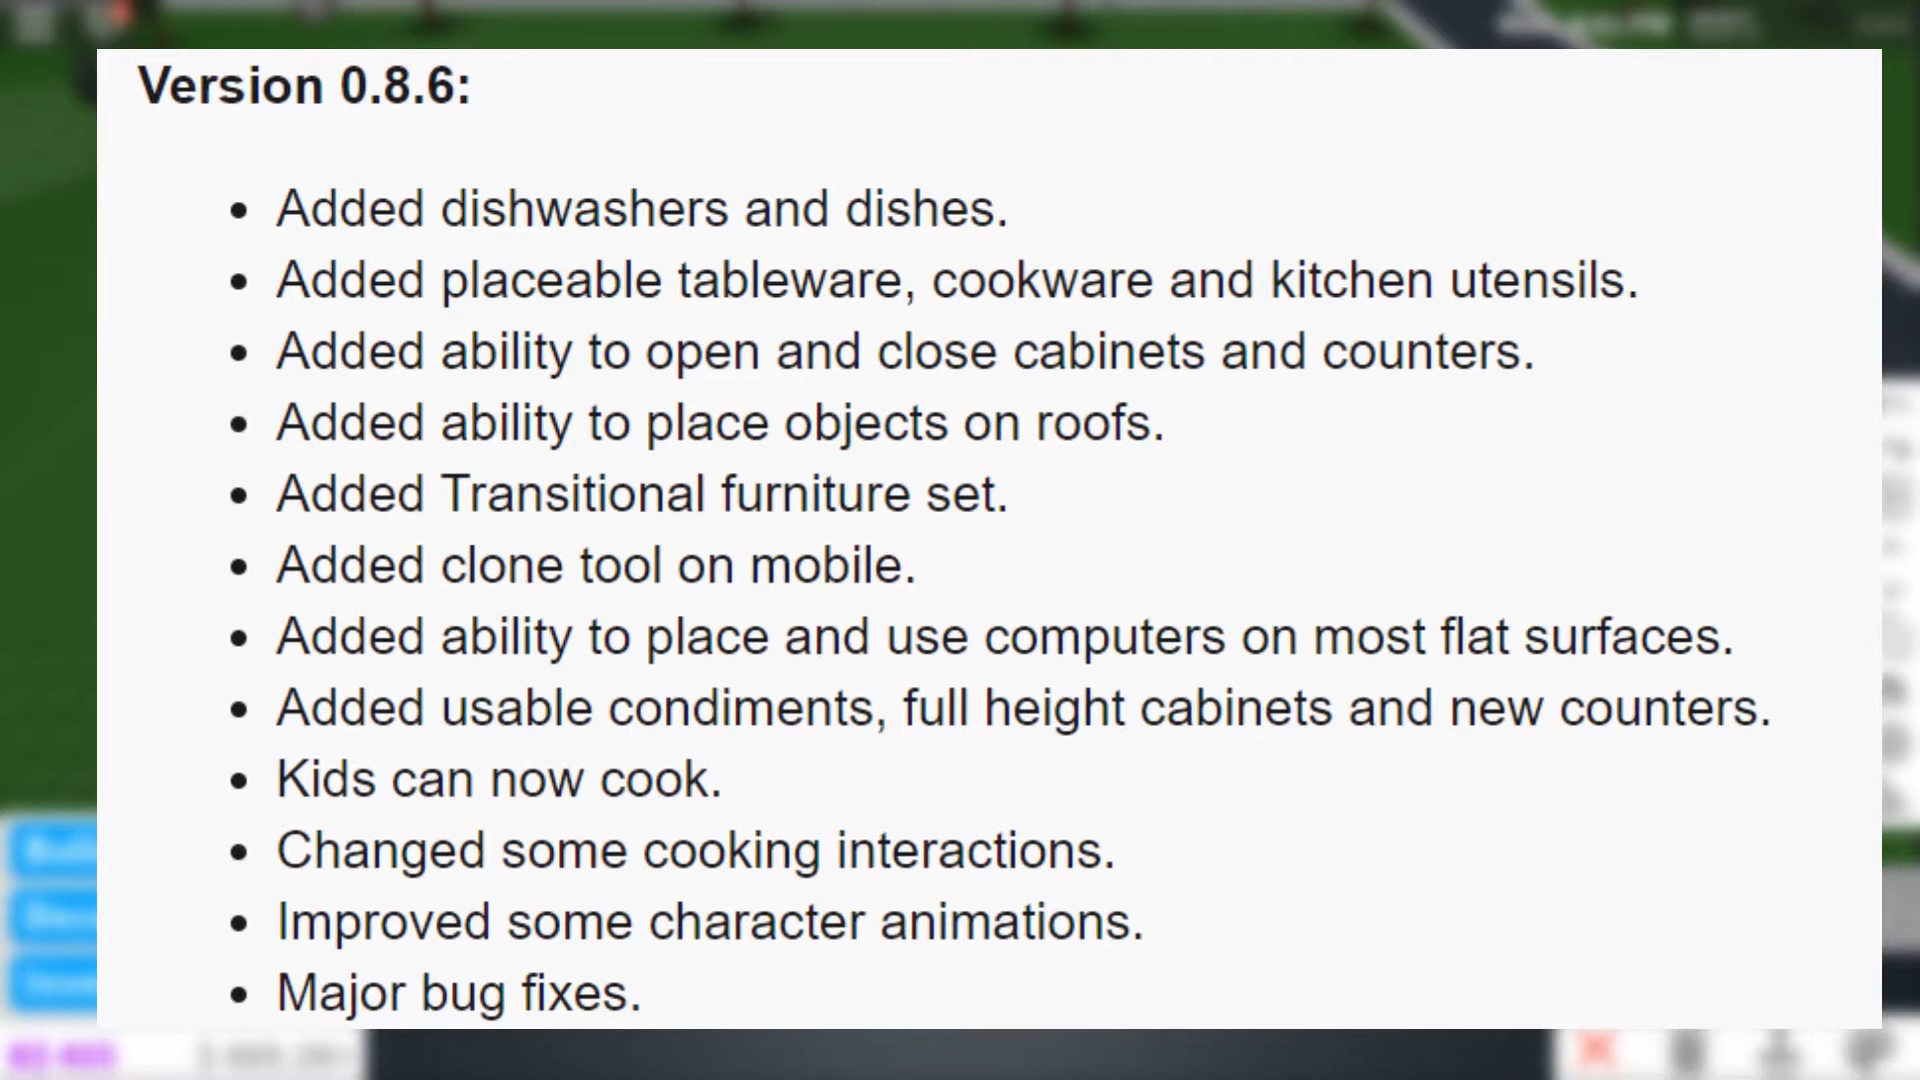 Version 0.8.6:
• Added dishwashers and dishes.
• Added placeable tableware, cookware and kitchen utensils.
• Added ability to open and close cabinets and counters.
• Added ability to place objects on roofs.
• Added Transitional furniture set.
• Added clone tool on mobile.
• Added ability to place and use computers on most flat surfaces.
• Added usable condiments, full height cabinets and new counters.
• Kids can now cook.
• Changed some cooking interactions.
• Improved some character animations.
• Major bug fixes.